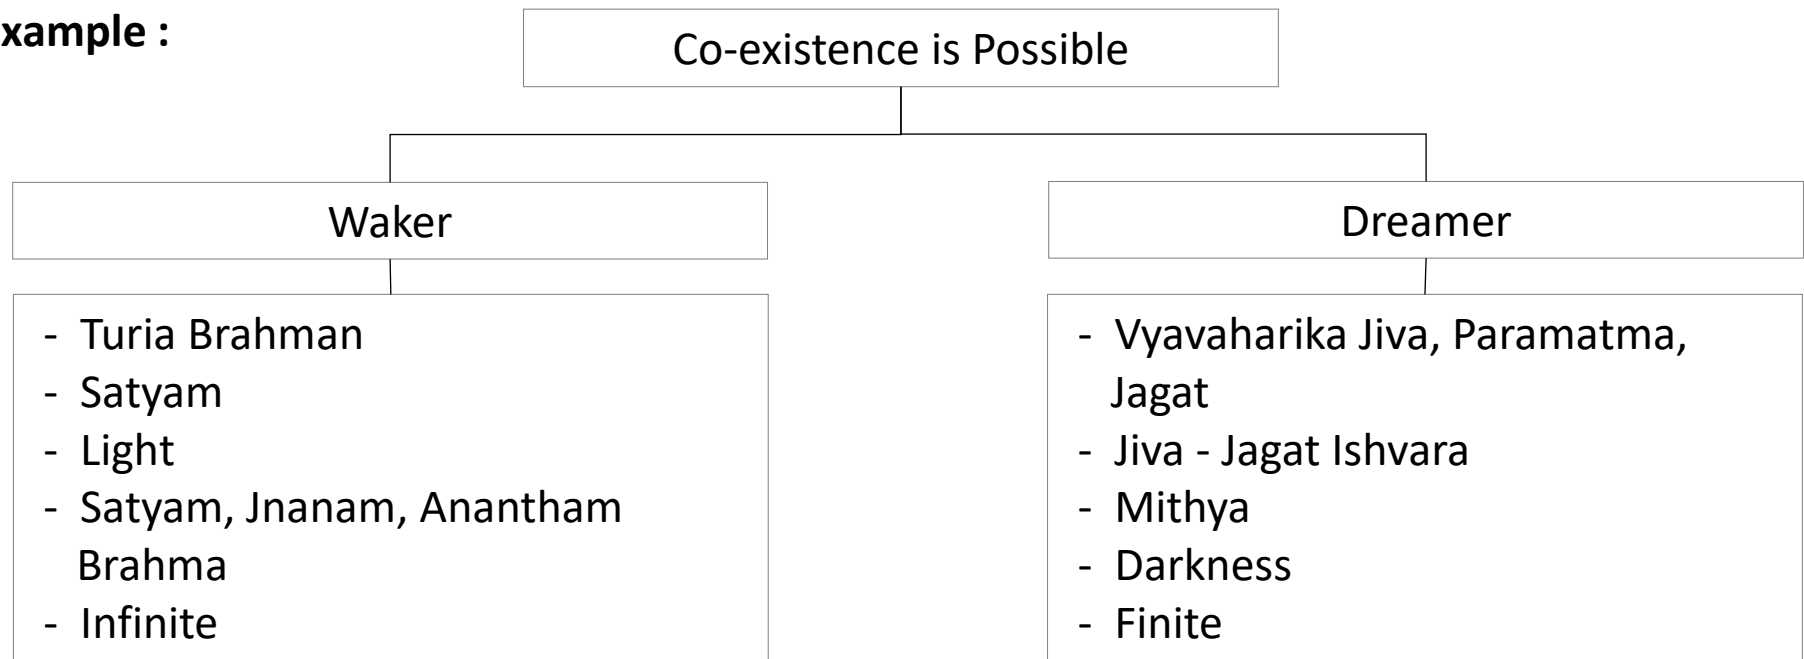 xample :
Co-existence is Possible
Waker
Dreamer
- Turia Brahman
- Satyam
- Light
- Satyam, Jnanam, Anantham
Brahma
- Infinite
- Vyavaharika Jiva, Paramatma,
Jagat
- Jiva - Jagat Ishvara
- Mithya
- Darkness
- Finite